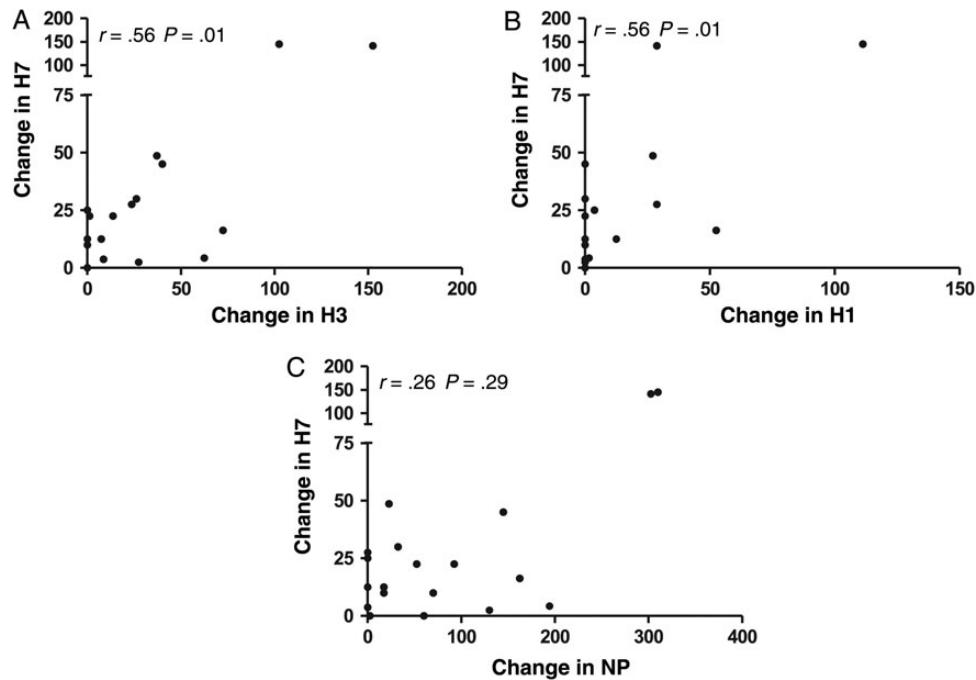 A
r = .56 P = .01
Change in H7
200
150
100
75
50
25
0
0 50 100 150 200
Change in H3
B
r = .56 P = .01
Change in H7
200
150
100
75
50
25
0
0 50 100 150
Change in H1
C
r = .26 P = .29
Change in H7
200
150
100
75
50
25
0
0 100 200 300 400
Change in NP